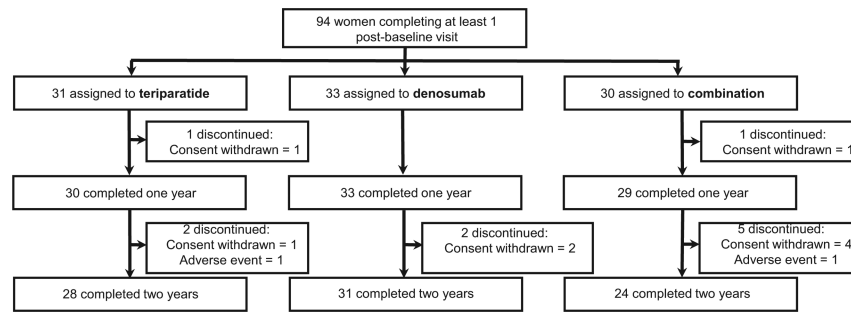 94 women completing at least 1
post-baseline visit
31 assigned to teriparatide
33 assigned to denosumab
30 assigned to combination
1 discontinued:
Consent withdrawn = 1
1 discontinued:
Consent withdrawn = 1
30 completed one year
33 completed one year
29 completed one year
2 discontinued:
Consent withdrawn = 1
Adverse event = 1
2 discontinued:
Consent withdrawn = 2
5 discontinued:
Consent withdrawn = 4
Adverse event = 1
28 completed two years
31 completed two years
24 completed two years